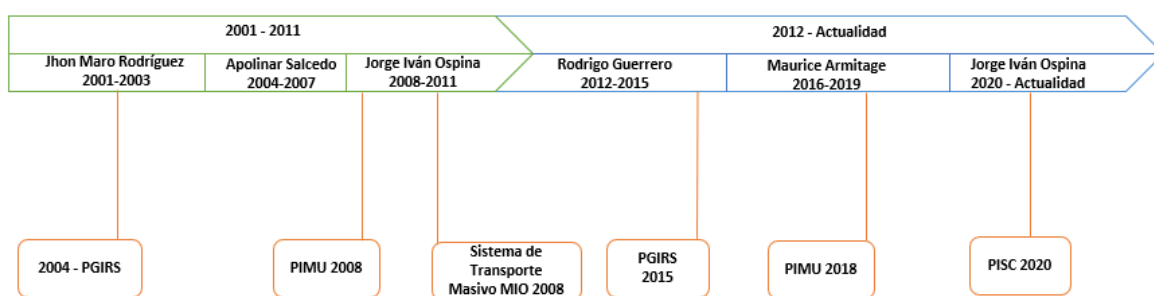 2001 - 2011
2012 - Actualidad
Jhon Maro Rodríguez
2001-2003
Apolinar Salcedo
2004-2007
Jorge Iván Ospina
2008-2011
Rodrigo Guerrero
2012-2015
Maurice Armitage
2016-2019
Jorge Iván Ospina
2020 - Actualidad
2004 - PGIRS
PIMU 2008
Sistema de
Transporte
Masivo MIO 2008
PGIRS
2015
PIMU 2018
PISC 2020